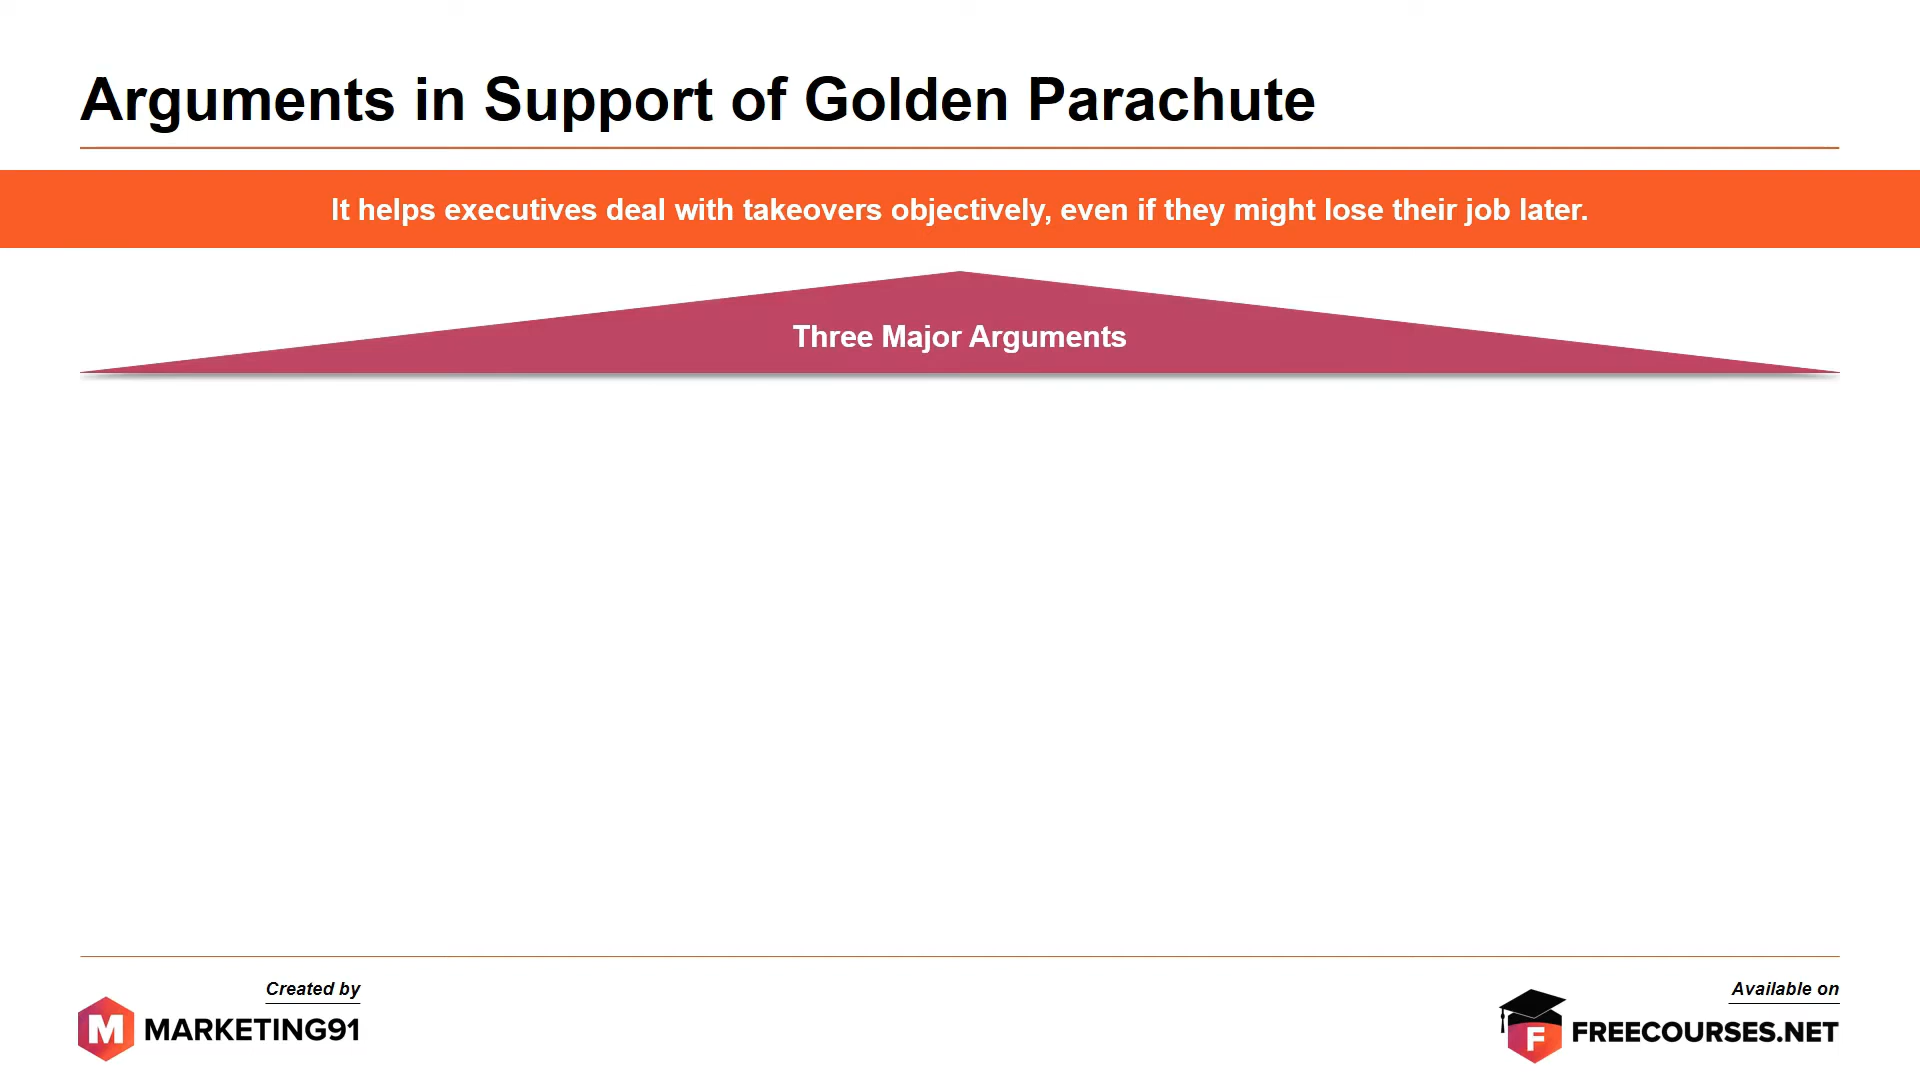 Arguments in Support of Golden Parachute
It helps executives deal with takeovers objectively, even if they might lose their job later.
Three Major Arguments
Created by
M MARKETING91
Available on
F FREECOURSES.NET